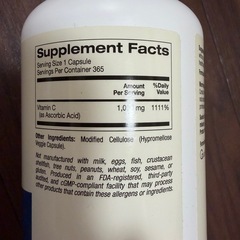 Supplement Facts
Serving Size 1 Capsule
Servings Per Container 365
Amount Per Serving %Daily Value
Vitamin C (as Ascorbic Acid) 1,000mg 1111%
Other Ingredients: Modified Cellulose (Hypromellose
Veggie Capsule).
Not manufactured with milk, eggs, fish, crustacean
shellfish, tree nuts, peanuts, wheat, soy, sesame, or
gluten. Produced in an FDA-registered, third-party
audited, and cGMP-compliant facility that may process
other products that contain these allergens or ingredients.